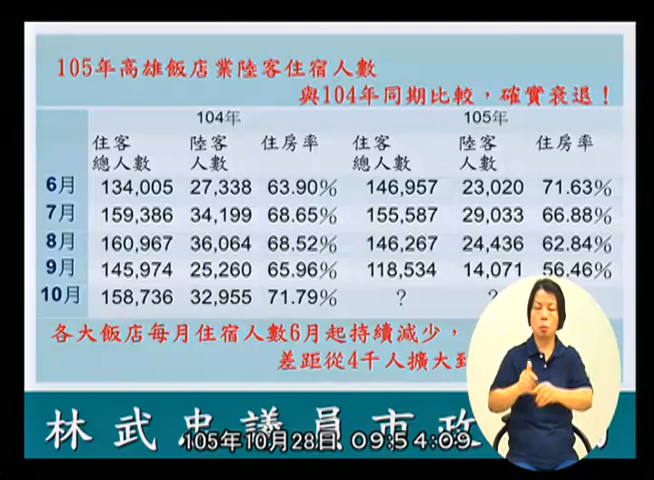 105年高雄飯店業陸客住宿人數
與104年同期比較，確實衰退！
104年 105年
住客總人數 陸客人數 住房率 住客總人數 陸客人數 住房率
6月 134,005 27,338 63.90% 146,957 23,020 71.63%
7月 159,386 34,199 68.65% 155,587 29,033 66.88%
8月 160,967 36,064 68.52% 146,267 24,436 62.84%
9月 145,974 25,260 65.96% 118,534 14,071 56.46%
10月 158,736 32,955 71.79% ? ?
各大飯店每月住宿人數6月起持續減少，
差距從4千人擴大到
林武忠議員市政
105年10月28日 09:54:09